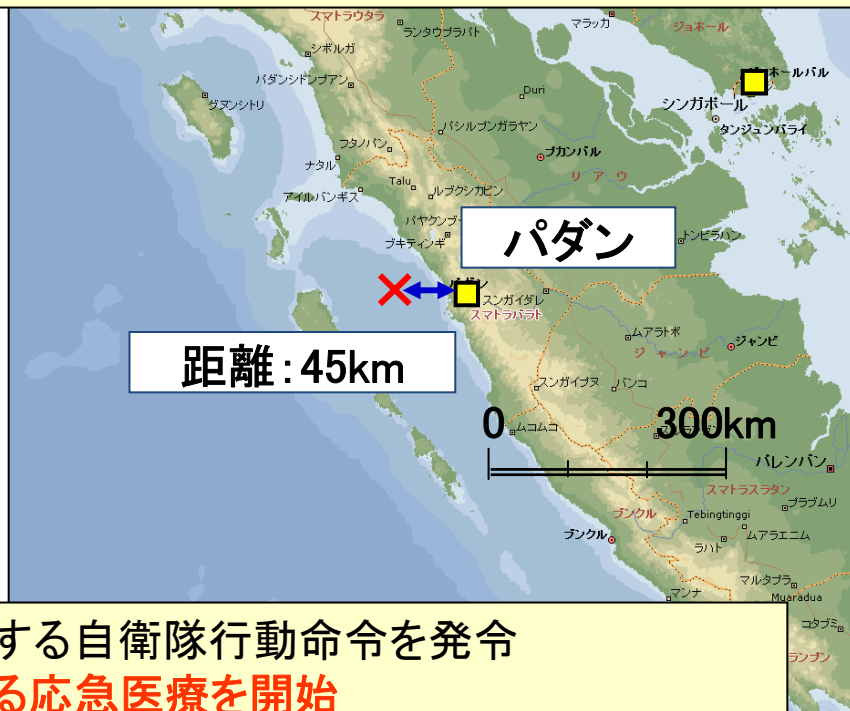 スマトラウタラ
ランタウプラパト
マラッカ
ジョホール
シボルガ
パダンシドンプアン
Duri
ホールバル
グヌンシトリ
シンガポール
タンジュンバライ
パシルプンガラヤン
フタノパン
プカンバル
ナタル
リアウ
Talu
ルブクシカピン
アイルバンギス
パヤクンブ
パダン
トンビラハン
ブキティンギ
スンガイダレ
スマトラバラト
ムアラトボ
ジャンビ
ジャンビ
距離：45km
スンガイプヌ
バンコ
0
300km
ムコムコ
パレンバン
スマトラスラタン
プラブムリ
ブンクル
Tebingtinggi
ブンクル
ムアラエニム
ラハト
マルタプラ
マンナ
Muaradua
コタブミ
する自衛隊行動命令を発令
ランプン
る応急医療を開始